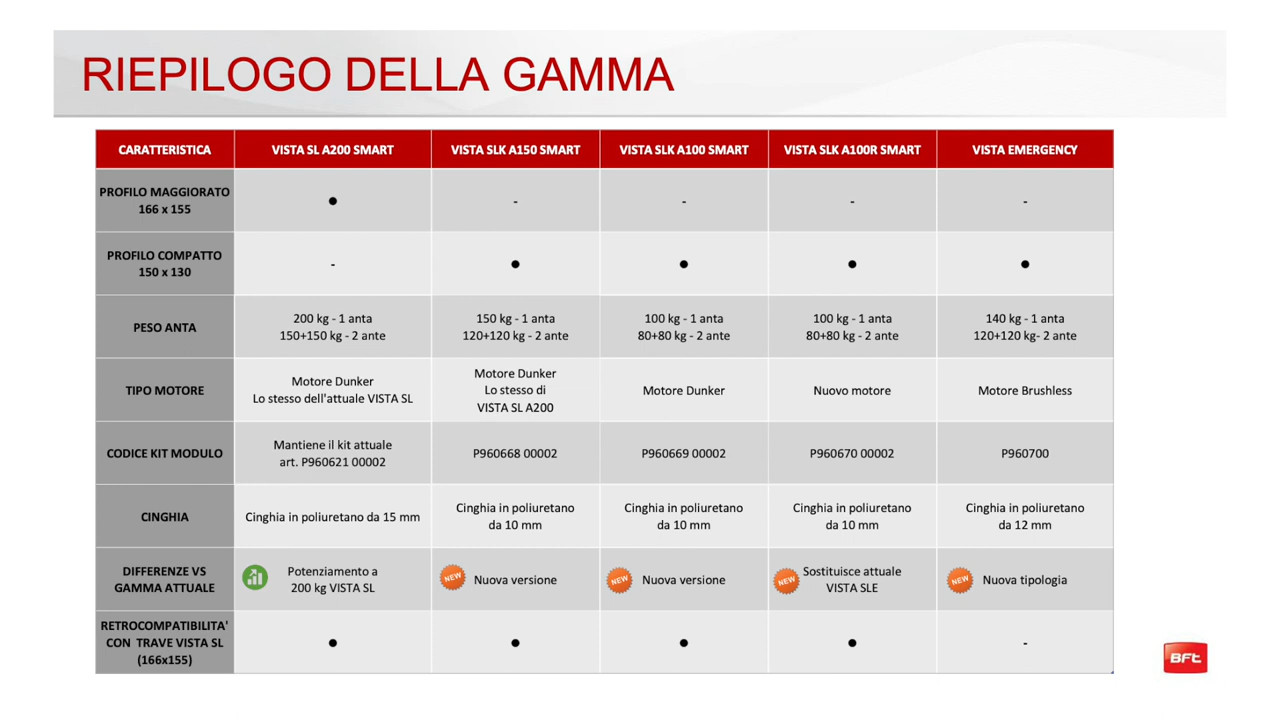 RIEPILOGO DELLA GAMMA
CARATTERISTICA VISTA SL A200 SMART VISTA SLK A150 SMART VISTA SLK A100 SMART VISTA SLK A100R SMART VISTA EMERGENCY
PROFILO MAGGIORATO
166 x 155
● - - - -
PROFILO COMPATTO
150 x 130
- ● ● ● ●
PESO ANTA
200 kg - 1 anta
150+150 kg - 2 ante
150 kg - 1 anta
120+120 kg - 2 ante
100 kg - 1 anta
80+80 kg - 2 ante
100 kg - 1 anta
80+80 kg - 2 ante
140 kg - 1 anta
120+120 kg- 2 ante
TIPO MOTORE
Motore Dunker
Lo stesso dell'attuale VISTA SL
Motore Dunker
Lo stesso di
VISTA SL A200
Motore Dunker
Nuovo motore
Motore Brushless
CODICE KIT MODULO
Mantiene il kit attuale
art. P960621 00002
P960668 00002
P960669 00002
P960670 00002
P960700
CINGHIA
Cinghia in poliuretano da 15 mm
Cinghia in poliuretano
da 10 mm
Cinghia in poliuretano
da 10 mm
Cinghia in poliuretano
da 10 mm
Cinghia in poliuretano
da 12 mm
DIFFERENZE VS
GAMMA ATTUALE
Potenziamento a
200 kg VISTA SL
NEW
Nuova versione
NEW
Nuova versione
NEW
Sostituisce attuale
VISTA SLE
NEW
Nuova tipologia
RETROCOMPATIBILITA'
CON TRAVE VISTA SL
(166x155)
● ● ● ● -
BFt